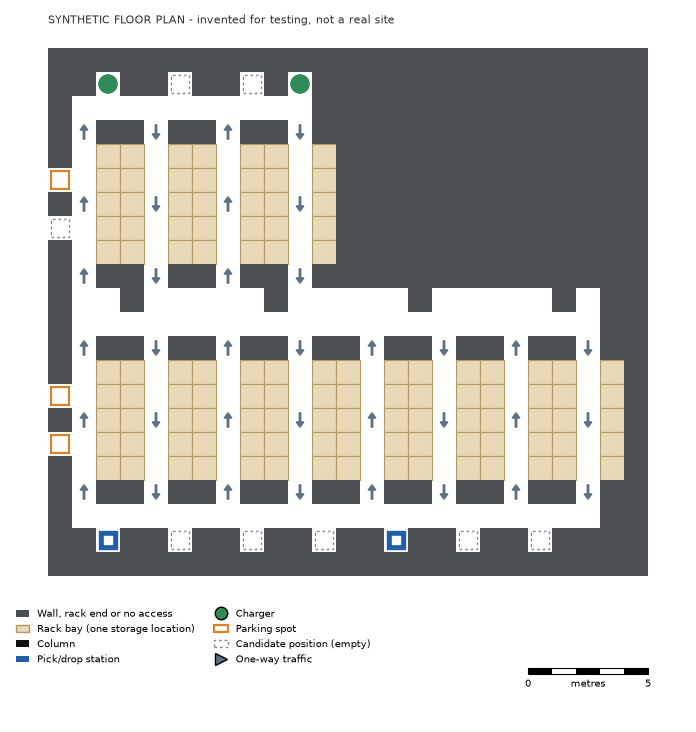 SYNTHETIC FLOOR PLAN - invented for testing, not a real site
Wall, rack end or no access
Rack bay (one storage location)
Column
Pick/drop station
Charger
Parking spot
Candidate position (empty)
One-way traffic
0 metres 5